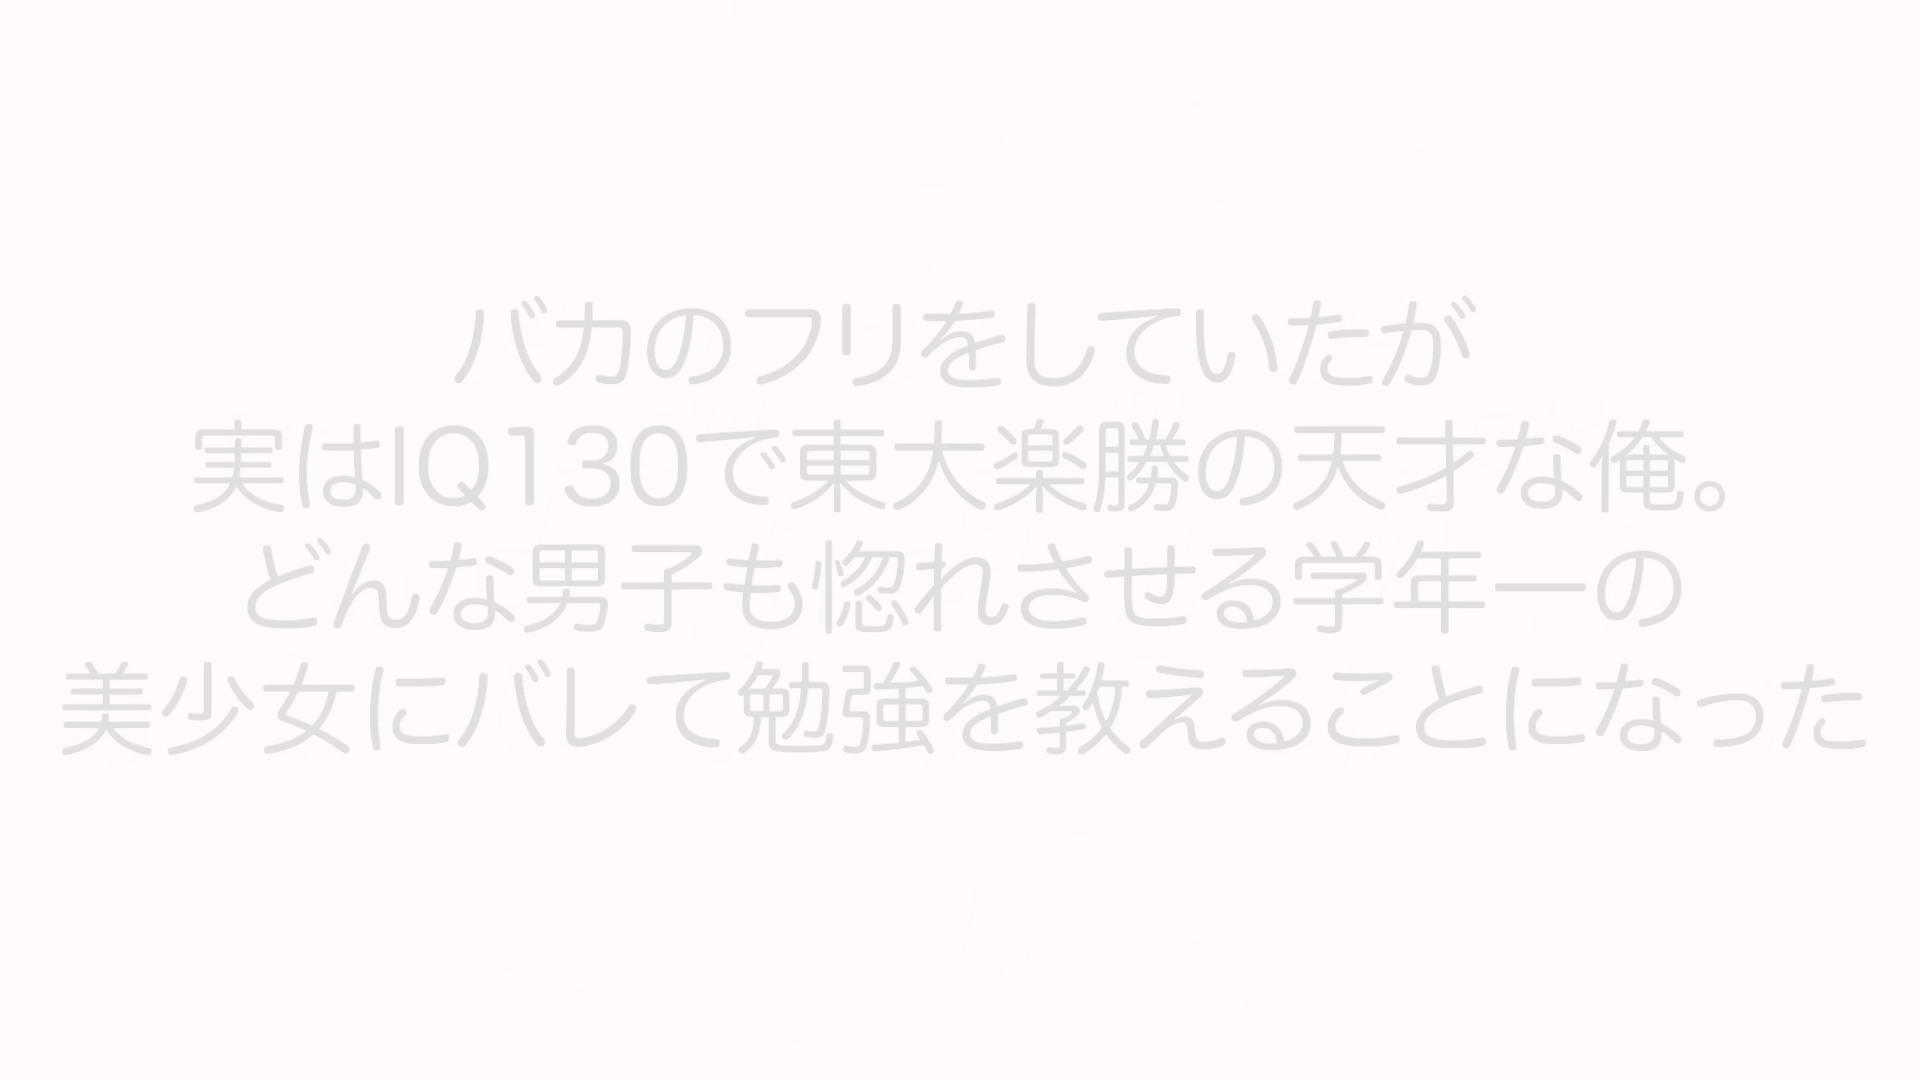 バカのフリをしていたが
実はIQ130で東大楽勝の天才な俺。
どんな男子も惚れさせる学年一の
美少女にバレて勉強を教えることになった